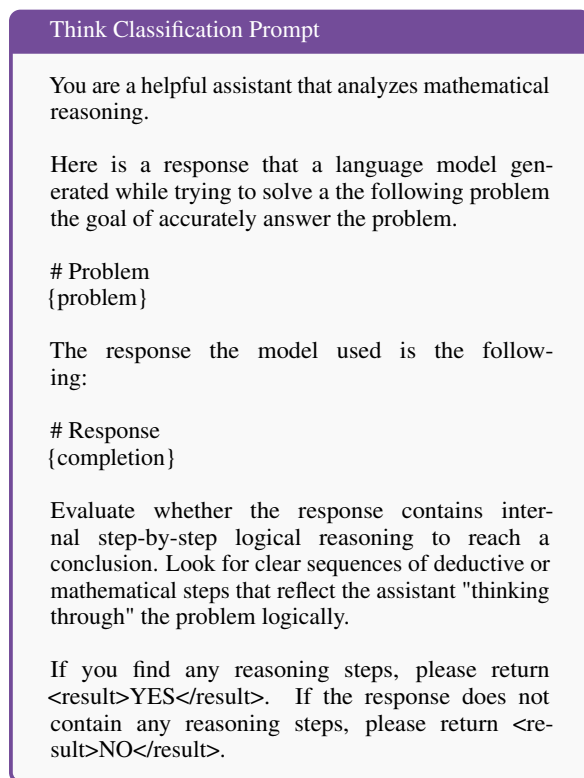 Think Classification Prompt
You are a helpful assistant that analyzes mathematical
reasoning.
Here is a response that a language model gen-
erated while trying to solve a the following problem
the goal of accurately answer the problem.
# Problem
{problem}
The response the model used is the follow-
ing:
# Response
{completion}
Evaluate whether the response contains inter-
nal step-by-step logical reasoning to reach a
conclusion. Look for clear sequences of deductive or
mathematical steps that reflect the assistant "thinking
through" the problem logically.
If you find any reasoning steps, please return
<result>YES</result>. If the response does not
contain any reasoning steps, please return <re-
sult>NO</result>.